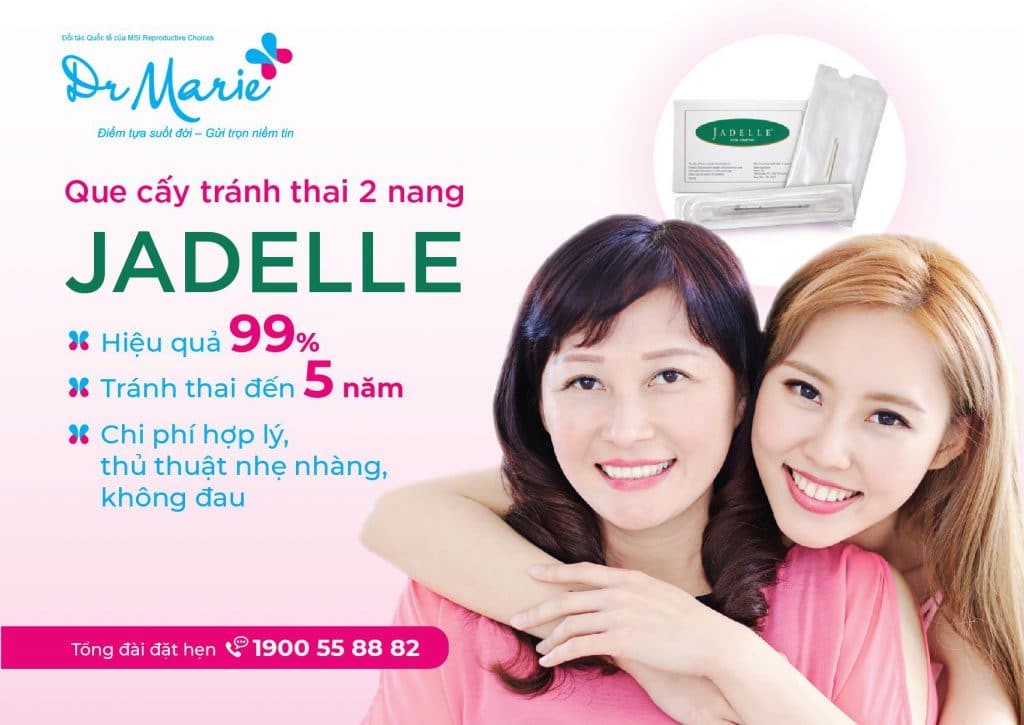 Đối tác Quốc tế của MSI Reproductive Choices
Dr Marie
Điểm tựa suốt đời – Gửi trọn niềm tin
Que cấy tránh thai 2 nang
JADELLE
Hiệu quả 99%
Tránh thai đến 5 năm
Chi phí hợp lý,
thủ thuật nhẹ nhàng,
không đau
Tổng đài đặt hẹn 1900 55 88 82
JADELLE